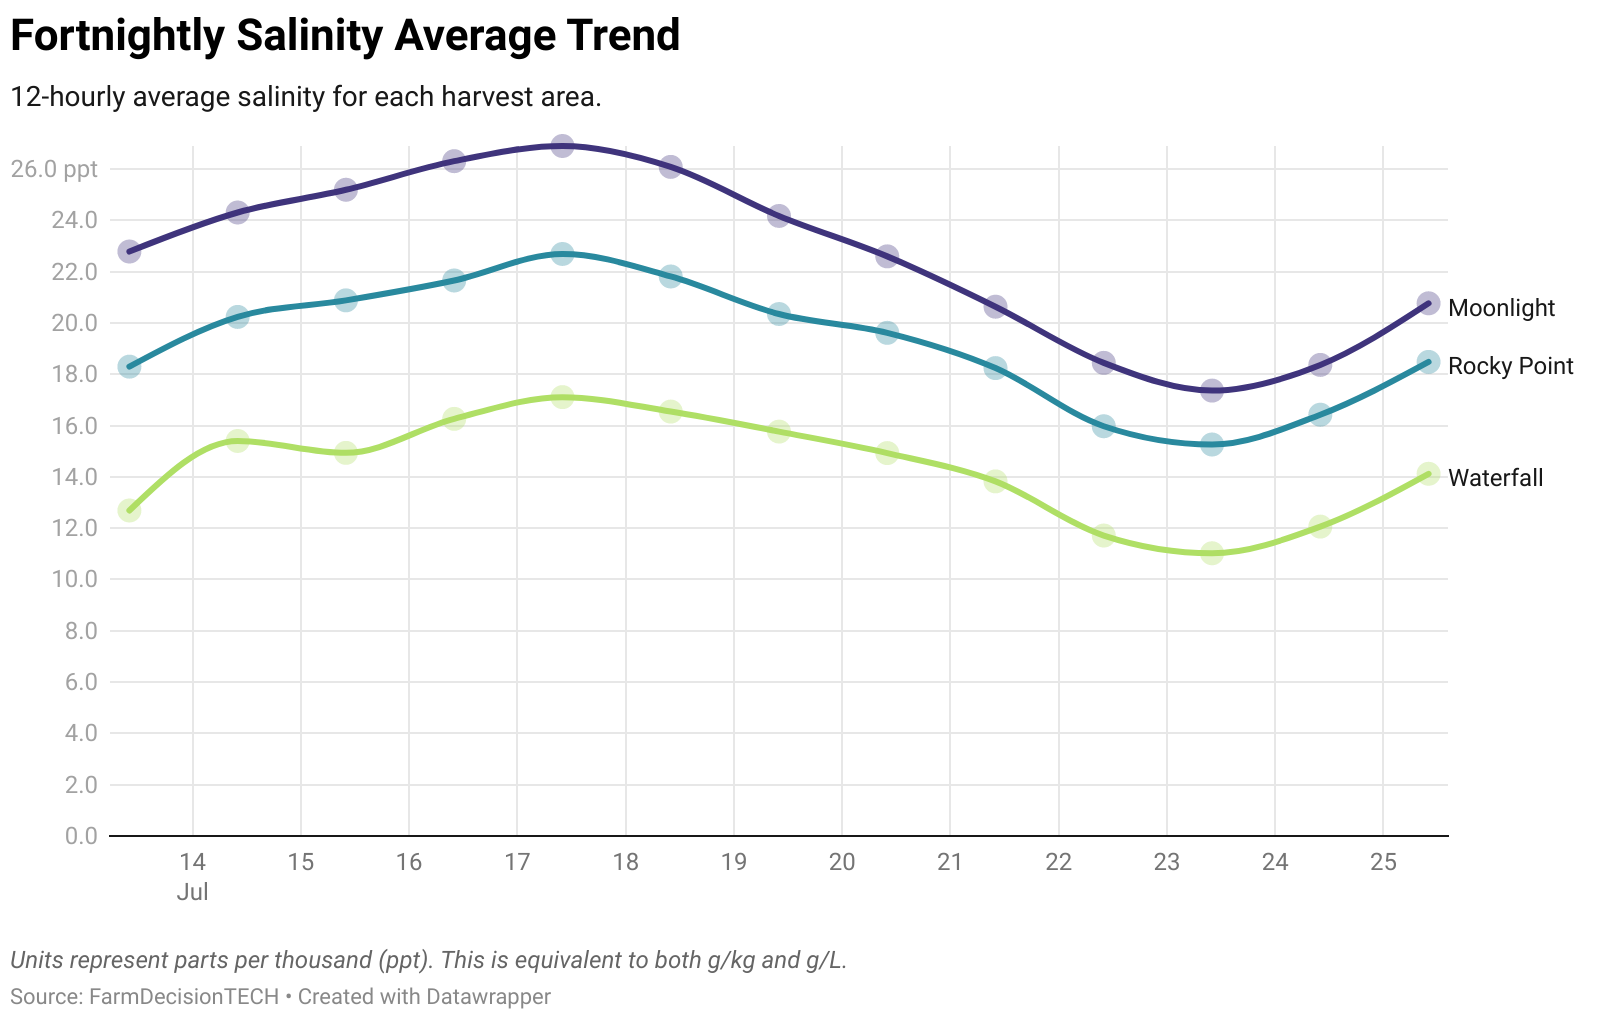 Fortnightly Salinity Average Trend
12-hourly average salinity for each harvest area.
26.0 ppt
24.0
22.0
20.0
18.0
16.0
14.0
12.0
10.0
8.0
6.0
4.0
2.0
0.0
Moonlight
Rocky Point
Waterfall
14 15 16 17 18 19 20 21 22 23 24 25
Jul
Units represent parts per thousand (ppt). This is equivalent to both g/kg and g/L.
Source: FarmDecisionTECH • Created with Datawrapper